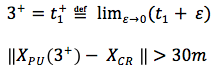 3⁺ = t₁⁺ ≝ lim_{ε→0}(t₁ + ε)
‖X_{PU}(3⁺) − X_{CR}‖ > 30m